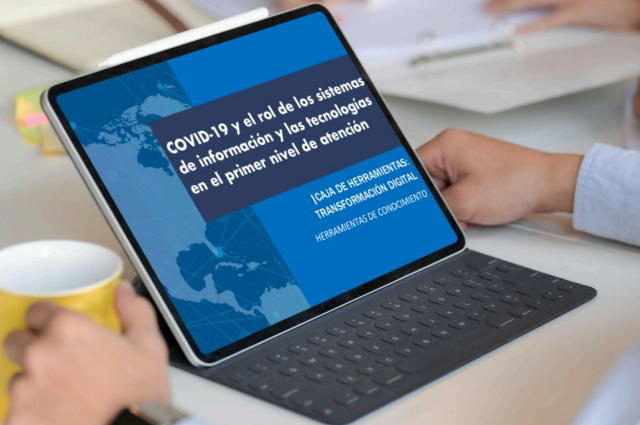 COVID-19 y el rol de los sistemas
de información y las tecnologías
en el primer nivel de atención
|CAJA DE HERRAMIENTAS:
TRANSFORMACIÓN DIGITAL
HERRAMIENTAS DE CONOCIMIENTO